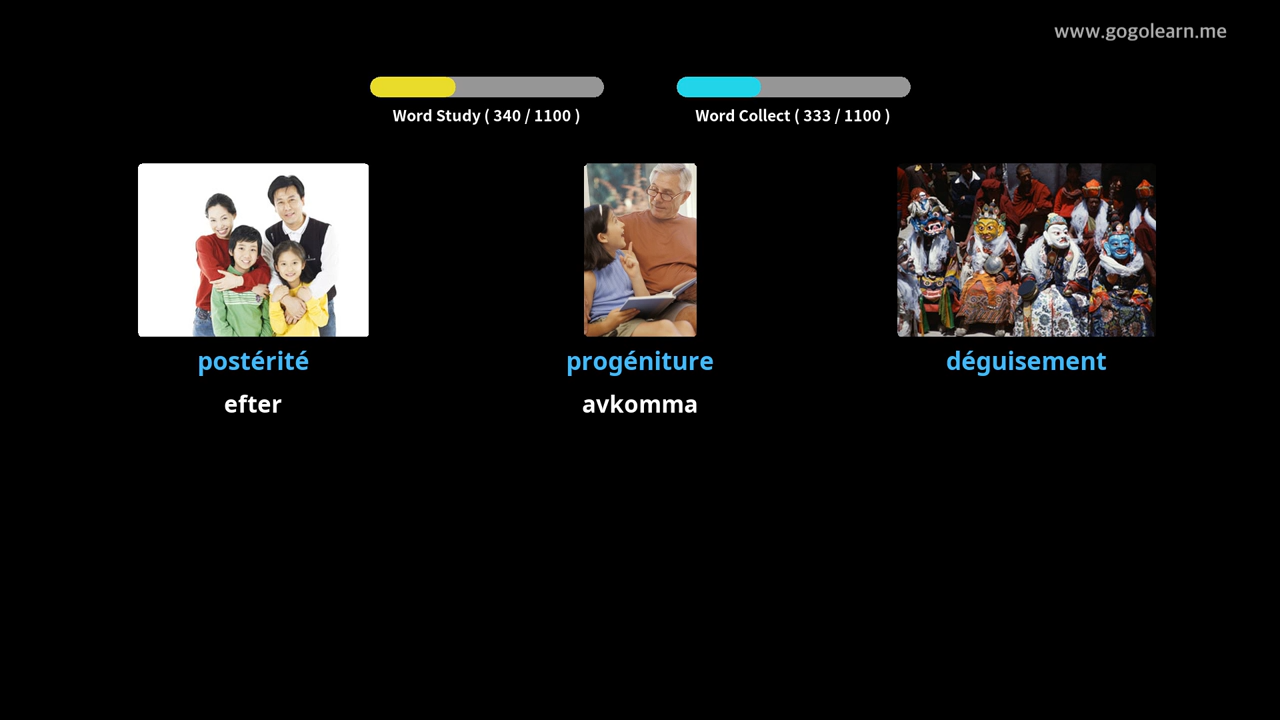 www.gogolearn.me
Word Study ( 340 / 1100 )
Word Collect ( 333 / 1100 )
postérité
progéniture
déguisement
efter
avkomma